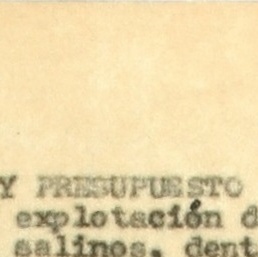 Y PRESUPUESTO
explotación d
salinos, dent